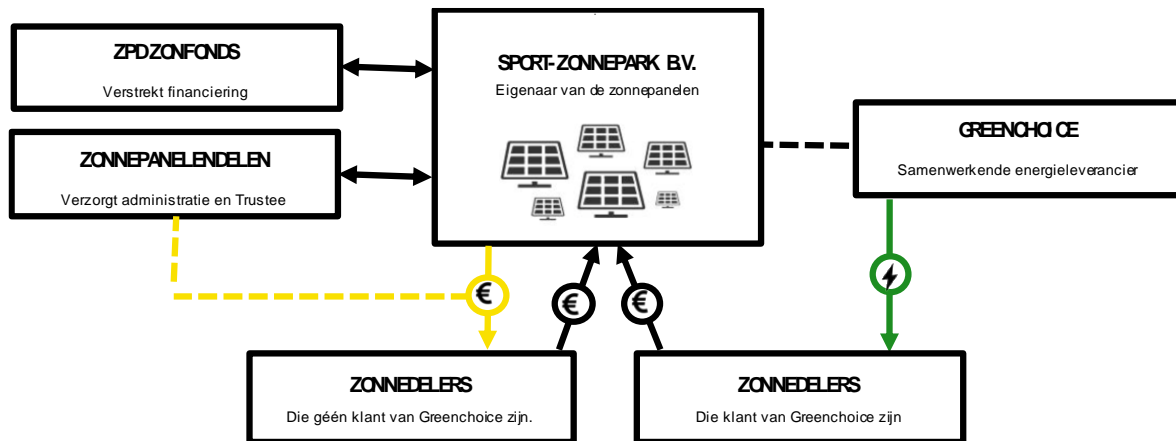 ZPD ZONFONDS
Verstrekt financiering
ZONNEPANELENDELEN
Verzorgt administratie en Trustee
SPORT-ZONNEPARK B.V.
Eigenaar van de zonnepanelen
GREENCHOICE
Samenwerkende energieleverancier
€
€
€
ZONNEDELERS
Die géén klant van Greenchoice zijn.
ZONNEDELERS
Die klant van Greenchoice zijn